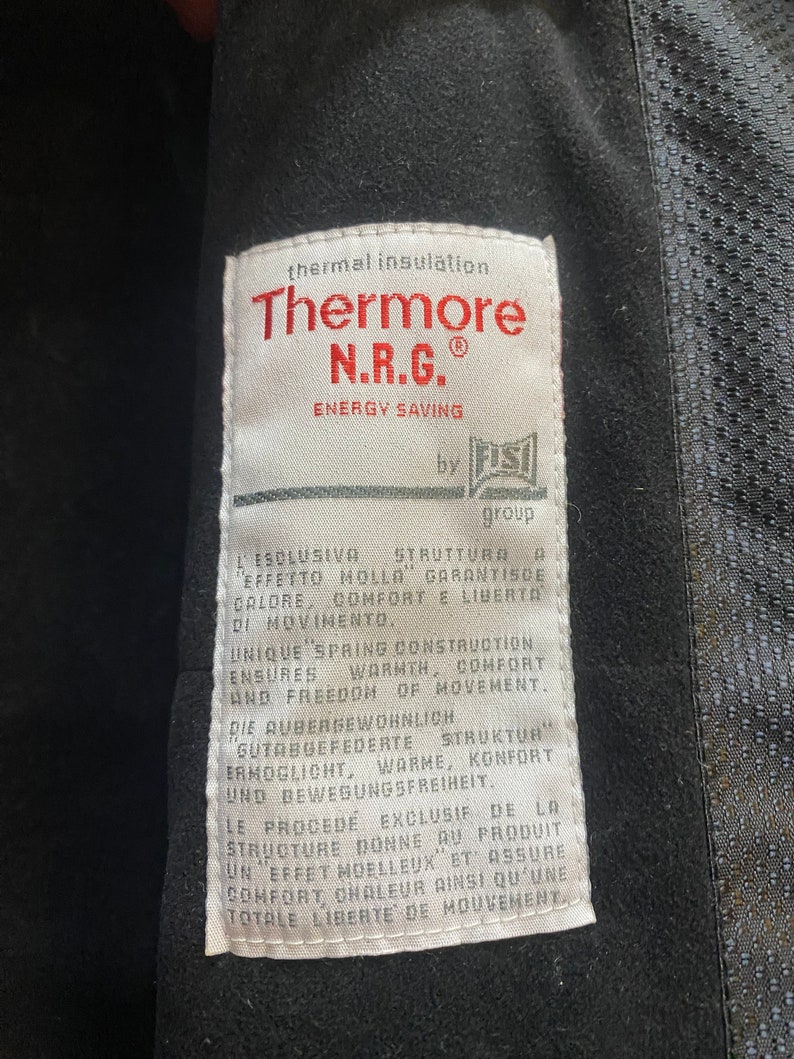 thermal insulation
Thermore
N.R.G.®
ENERGY SAVING
by FISI
group
L'ESCLUSIVA STRUTTURA A
"EFFETTO MOLLA" GARANTISCE
CALORE, COMFORT E LIBERTA'
DI MOVIMENTO.
UNIQUE "SPRING CONSTRUCTION
ENSURES WARMTH, COMFORT
AND FREEDOM OF MOVEMENT.
DIE AUBERGEWOHNLICH
"GUTABGEFEDERTE STRUKTUR"
ERMOGLICHT, WARME, KONFORT
UND BEWEGUNGSFREIHEIT.
LE PROCEDÉ EXCLUSIF DE LA
STRUCTURE DONNE AU PRODUIT
UN "EFFET MOELLEUX" ET ASSURE
COMFORT, CHALEUR AINSI QU'UNE
TOTALE LIBERTE' DE MOUVEMENT.